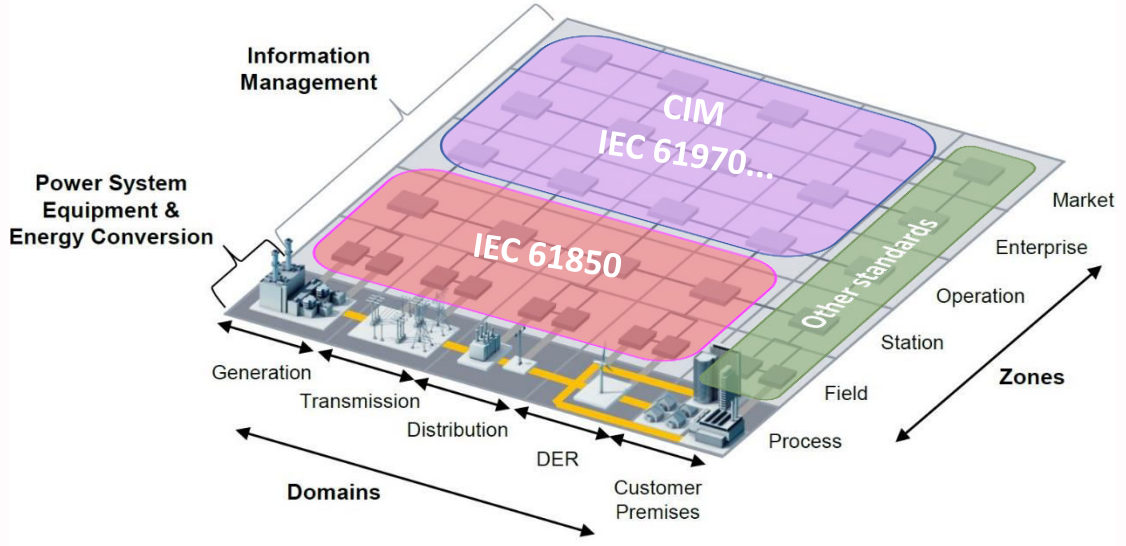 Information
Management
Power System
Equipment &
Energy Conversion
CIM
IEC 61970...
IEC 61850
Other standards
Market
Enterprise
Operation
Station
Field
Process
Zones
Generation
Transmission
Distribution
DER
Customer
Premises
Domains